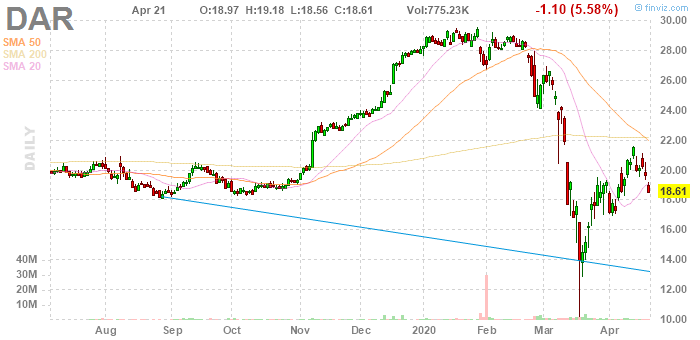 DAR
Apr 21 O:18.97 H:19.18 L:18.56 C:18.61 Vol:775.23K -1.10 (5.58%)
© finviz.com
SMA 50
SMA 200
SMA 20
DAILY
30.00
28.00
26.00
24.00
22.00
20.00
18.61
18.00
16.00
14.00
12.00
10.00
40M
30M
20M
10M
Aug Sep Oct Nov Dec 2020 Feb Mar Apr